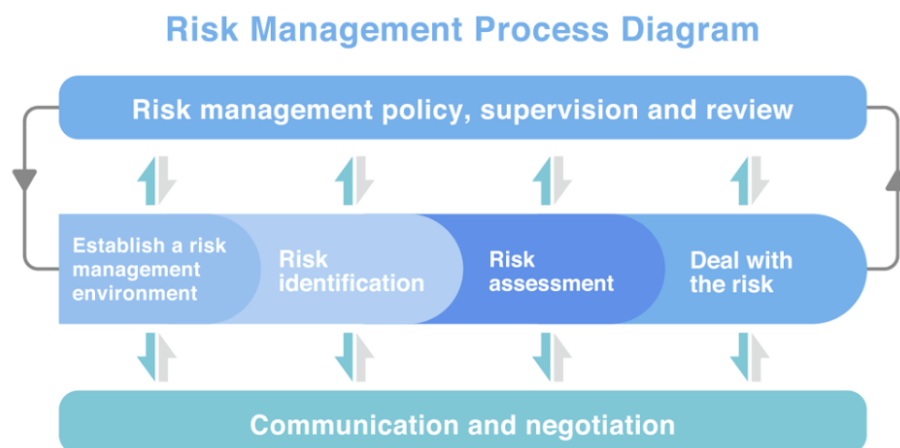 Risk Management Process Diagram
Risk management policy, supervision and review
Establish a risk
management
environment
Risk
identification
Risk
assessment
Deal with
the risk
Communication and negotiation